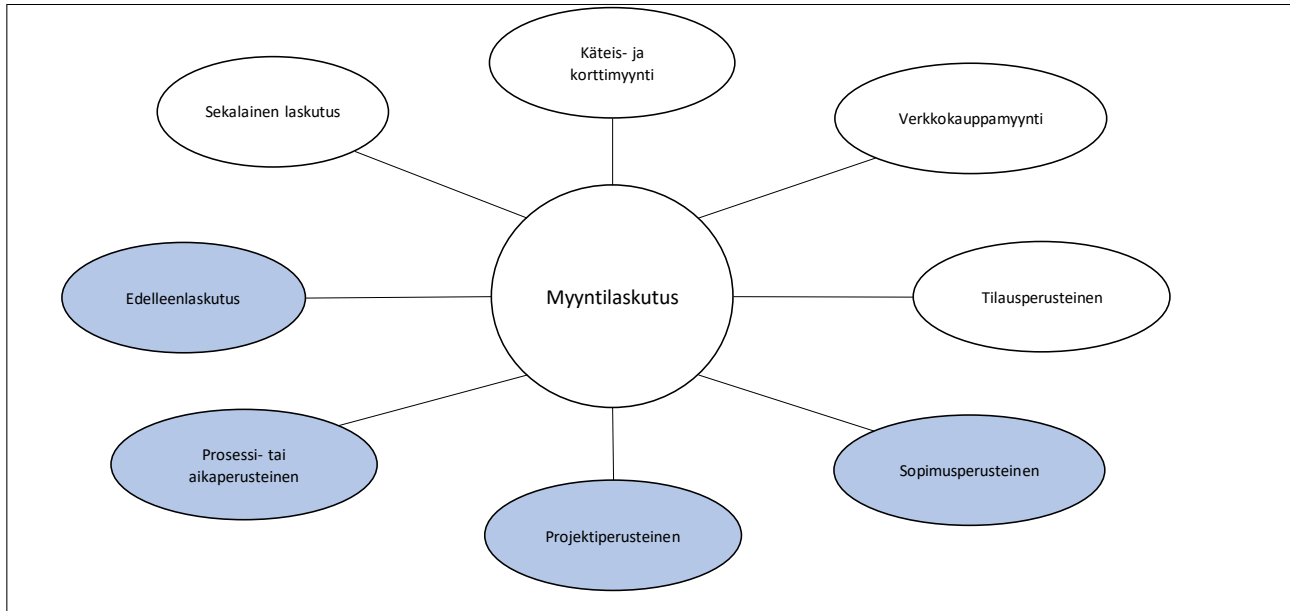 Käteis- ja
korttimyynti
Sekalainen laskutus
Verkkokauppamyynti
Edelleenlaskutus
Myyntilaskutus
Tilausperusteinen
Prosessi- tai
aikaperusteinen
Sopimusperusteinen
Projektiperusteinen